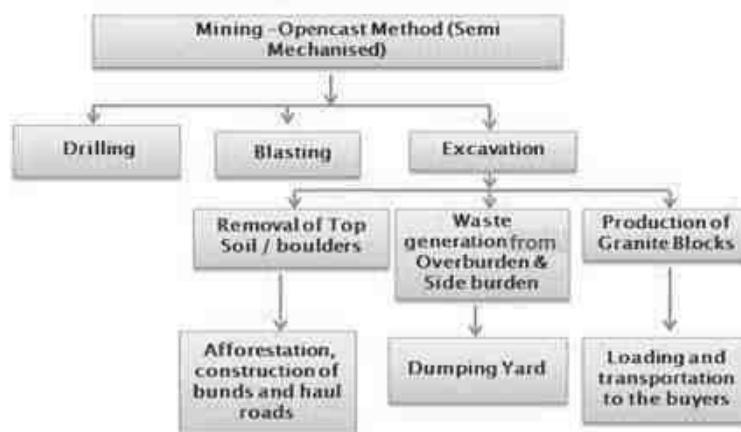 Mining -Opencast Method (Semi
Mechanised)
Drilling
Blasting
Excavation
Removal of Top
Soil / boulders
Waste
generation from
Overburden &
Side burden
Production of
Granite Blocks
Afforestation,
construction of
bunds and haul
roads
Dumping Yard
Loading and
transportation
to the buyers